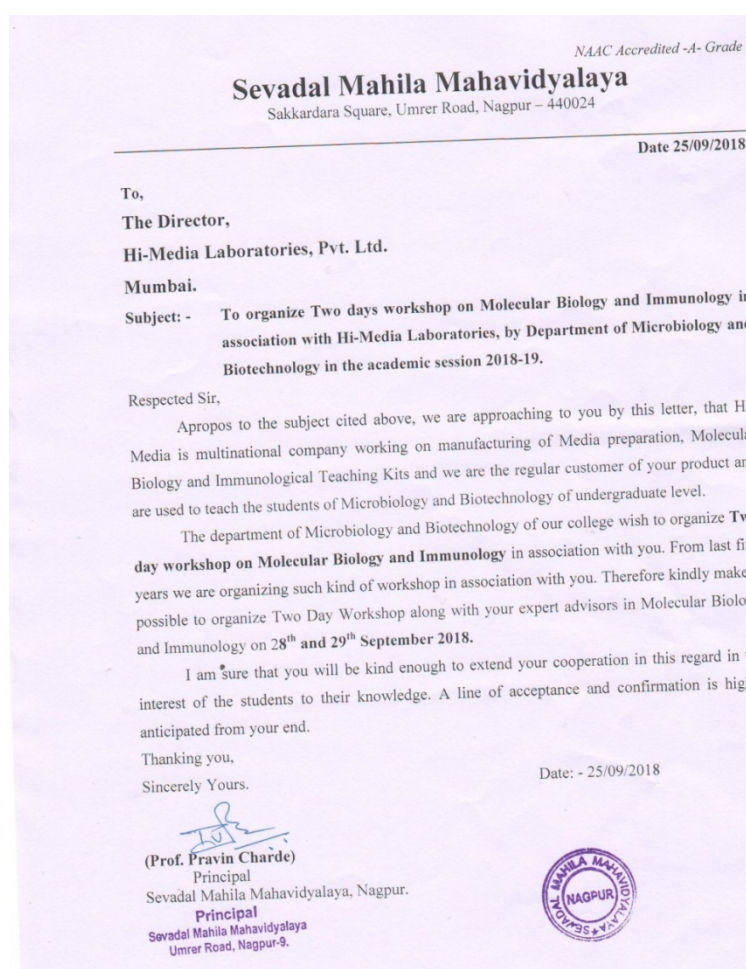 NAAC Accredited -A- Grade
Sevadal Mahila Mahavidyalaya
Sakkardara Square, Umrer Road, Nagpur – 440024
Date 25/09/2018
To,
The Director,
Hi-Media Laboratories, Pvt. Ltd.
Mumbai.
Subject: - To organize Two days workshop on Molecular Biology and Immunology in
association with Hi-Media Laboratories, by Department of Microbiology and
Biotechnology in the academic session 2018-19.
Respected Sir,
Apropos to the subject cited above, we are approaching to you by this letter, that H
Media is multinational company working on manufacturing of Media preparation, Molecula
Biology and Immunological Teaching Kits and we are the regular customer of your product an
are used to teach the students of Microbiology and Biotechnology of undergraduate level.
The department of Microbiology and Biotechnology of our college wish to organize Tw
day workshop on Molecular Biology and Immunology in association with you. From last fi
years we are organizing such kind of workshop in association with you. Therefore kindly make
possible to organize Two Day Workshop along with your expert advisors in Molecular Biolo
and Immunology on 28th and 29th September 2018.
I am sure that you will be kind enough to extend your cooperation in this regard in
interest of the students to their knowledge. A line of acceptance and confirmation is hig
anticipated from your end.
Thanking you,
Sincerely Yours.
Date: - 25/09/2018
(Prof. Pravin Charde)
Principal
Sevadal Mahila Mahavidyalaya, Nagpur.
Principal
Sevadal Mahila Mahavidyalaya
Umrer Road, Nagpur-9.
SEVADAL MAHILA MAHAVIDYALAYA
NAGPUR